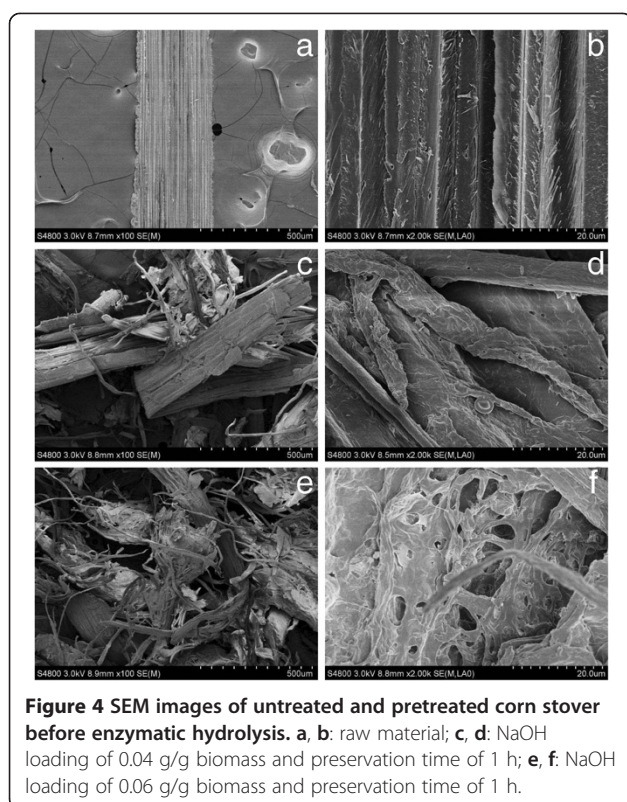 a
b
S4800 3.0kV 8.7mm x100 SE(M)
500um
S4800 3.0kV 8.7mm x2.00k SE(M,LA0)
20.0um
c
d
S4800 3.0kV 8.8mm x100 SE(M)
500um
S4800 3.0kV 8.5mm x2.00k SE(M,LA0)
20.0um
e
f
S4800 3.0kV 8.9mm x100 SE(M)
500um
S4800 3.0kV 8.8mm x2.00k SE(M,LA0)
20.0um
Figure 4 SEM images of untreated and pretreated corn stover
before enzymatic hydrolysis. a, b: raw material; c, d: NaOH
loading of 0.04 g/g biomass and preservation time of 1 h; e, f: NaOH
loading of 0.06 g/g biomass and preservation time of 1 h.